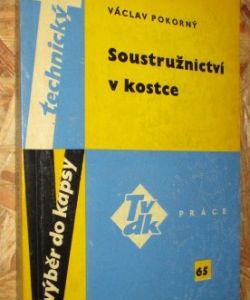 VÁCLAV POKORNÝ
Soustružnictví
v kostce
technický
výběr do kapsy
Tv
dk
PRÁCE
65